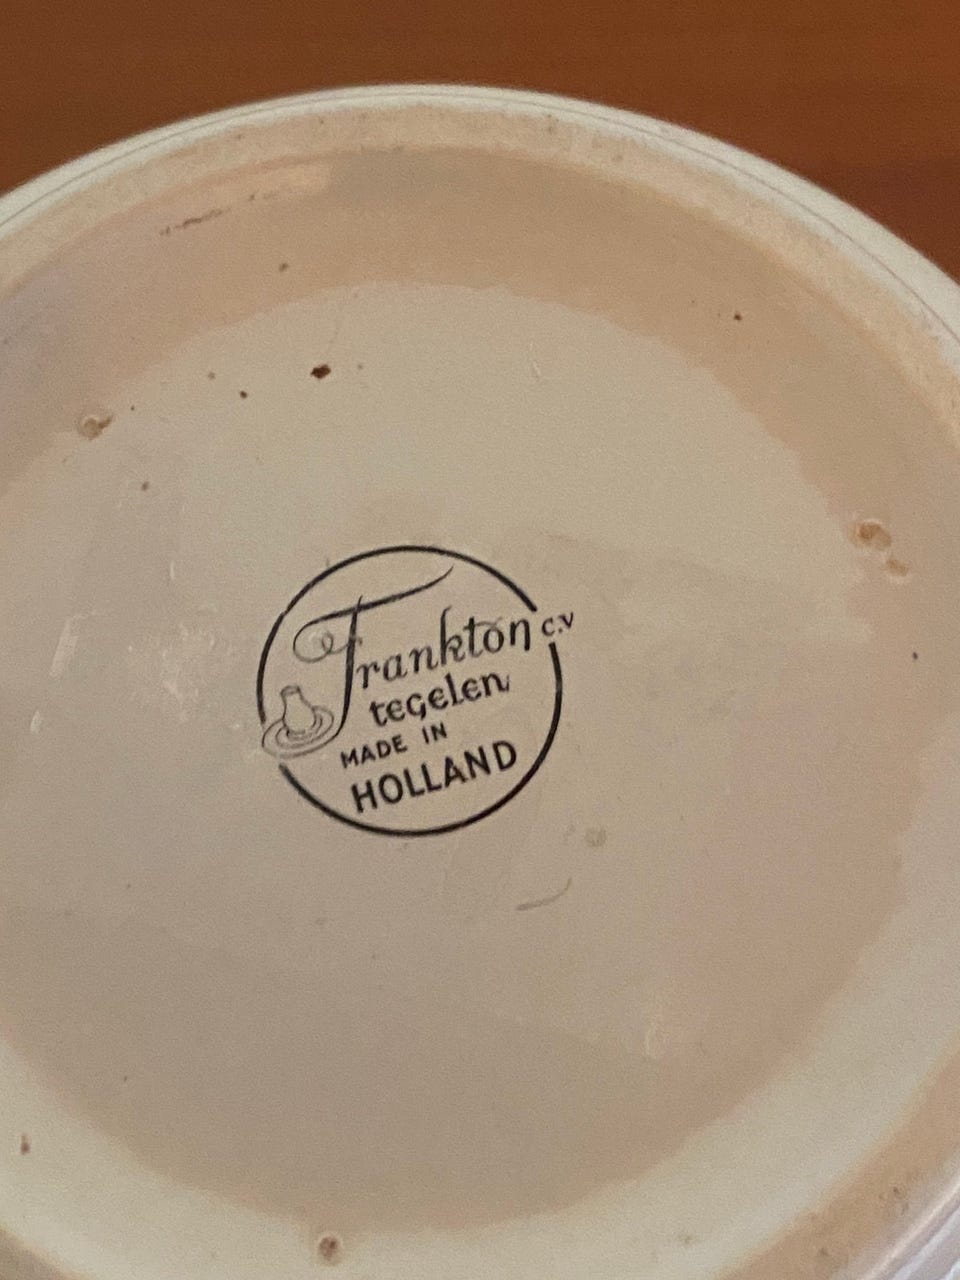 Frankton c.v
tegelen
MADE IN
HOLLAND